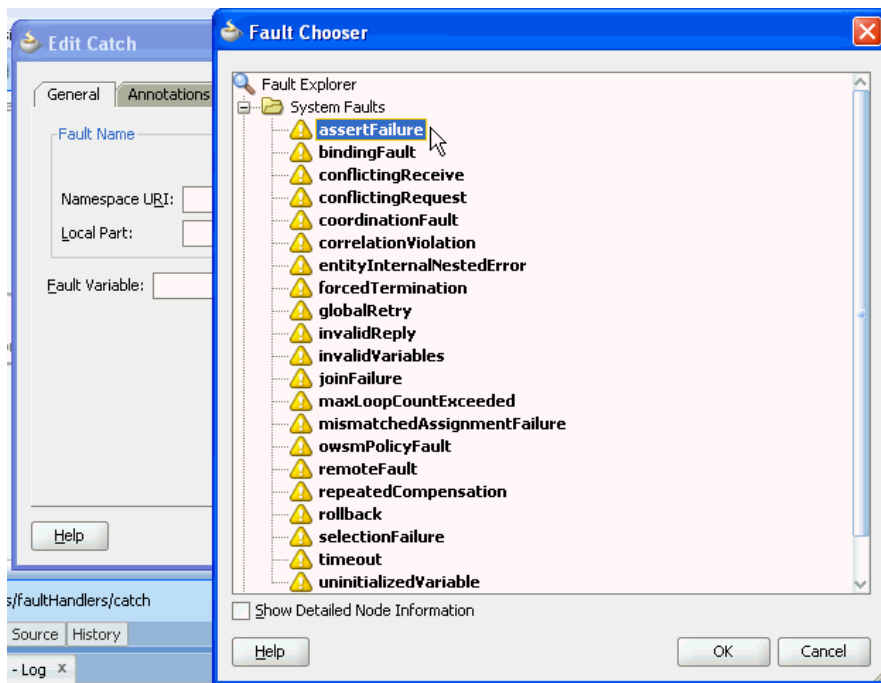 Edit Catch
General Annotations
Fault Name
Namespace URI:
Local Part:
Fault Variable:
Help
s/faultHandlers/catch
Source History
- Log x
Fault Chooser
Fault Explorer
System Faults
assertFailure
bindingFault
conflictingReceive
conflictingRequest
coordinationFault
correlationViolation
entityInternalNestedError
forcedTermination
globalRetry
invalidReply
invalidVariables
joinFailure
maxLoopCountExceeded
mismatchedAssignmentFailure
owsmPolicyFault
remoteFault
repeatedCompensation
rollback
selectionFailure
timeout
uninitializedVariable
Show Detailed Node Information
Help OK Cancel